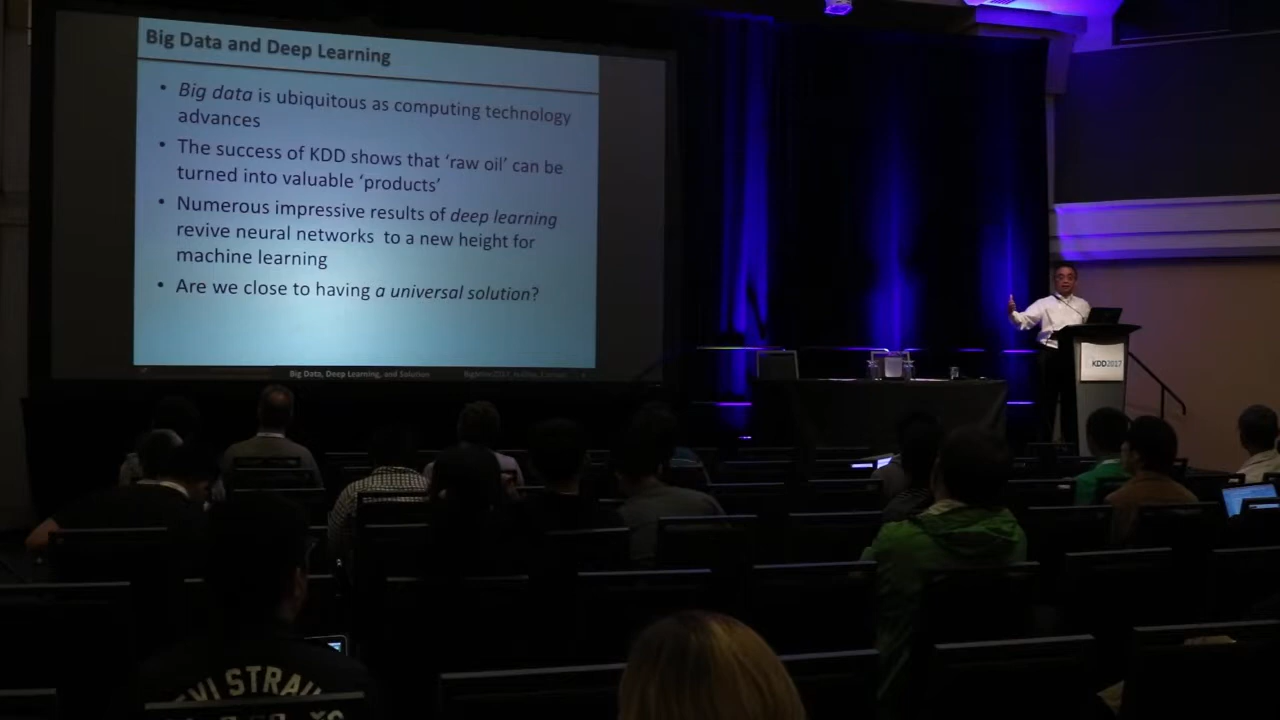 Big Data and Deep Learning
• Big data is ubiquitous as computing technology
advances
• The success of KDD shows that ‘raw oil’ can be
turned into valuable ‘products’
• Numerous impressive results of deep learning
revive neural networks to a new height for
machine learning
• Are we close to having a universal solution?
Big Data, Deep Learning, and Solution
KDD2017